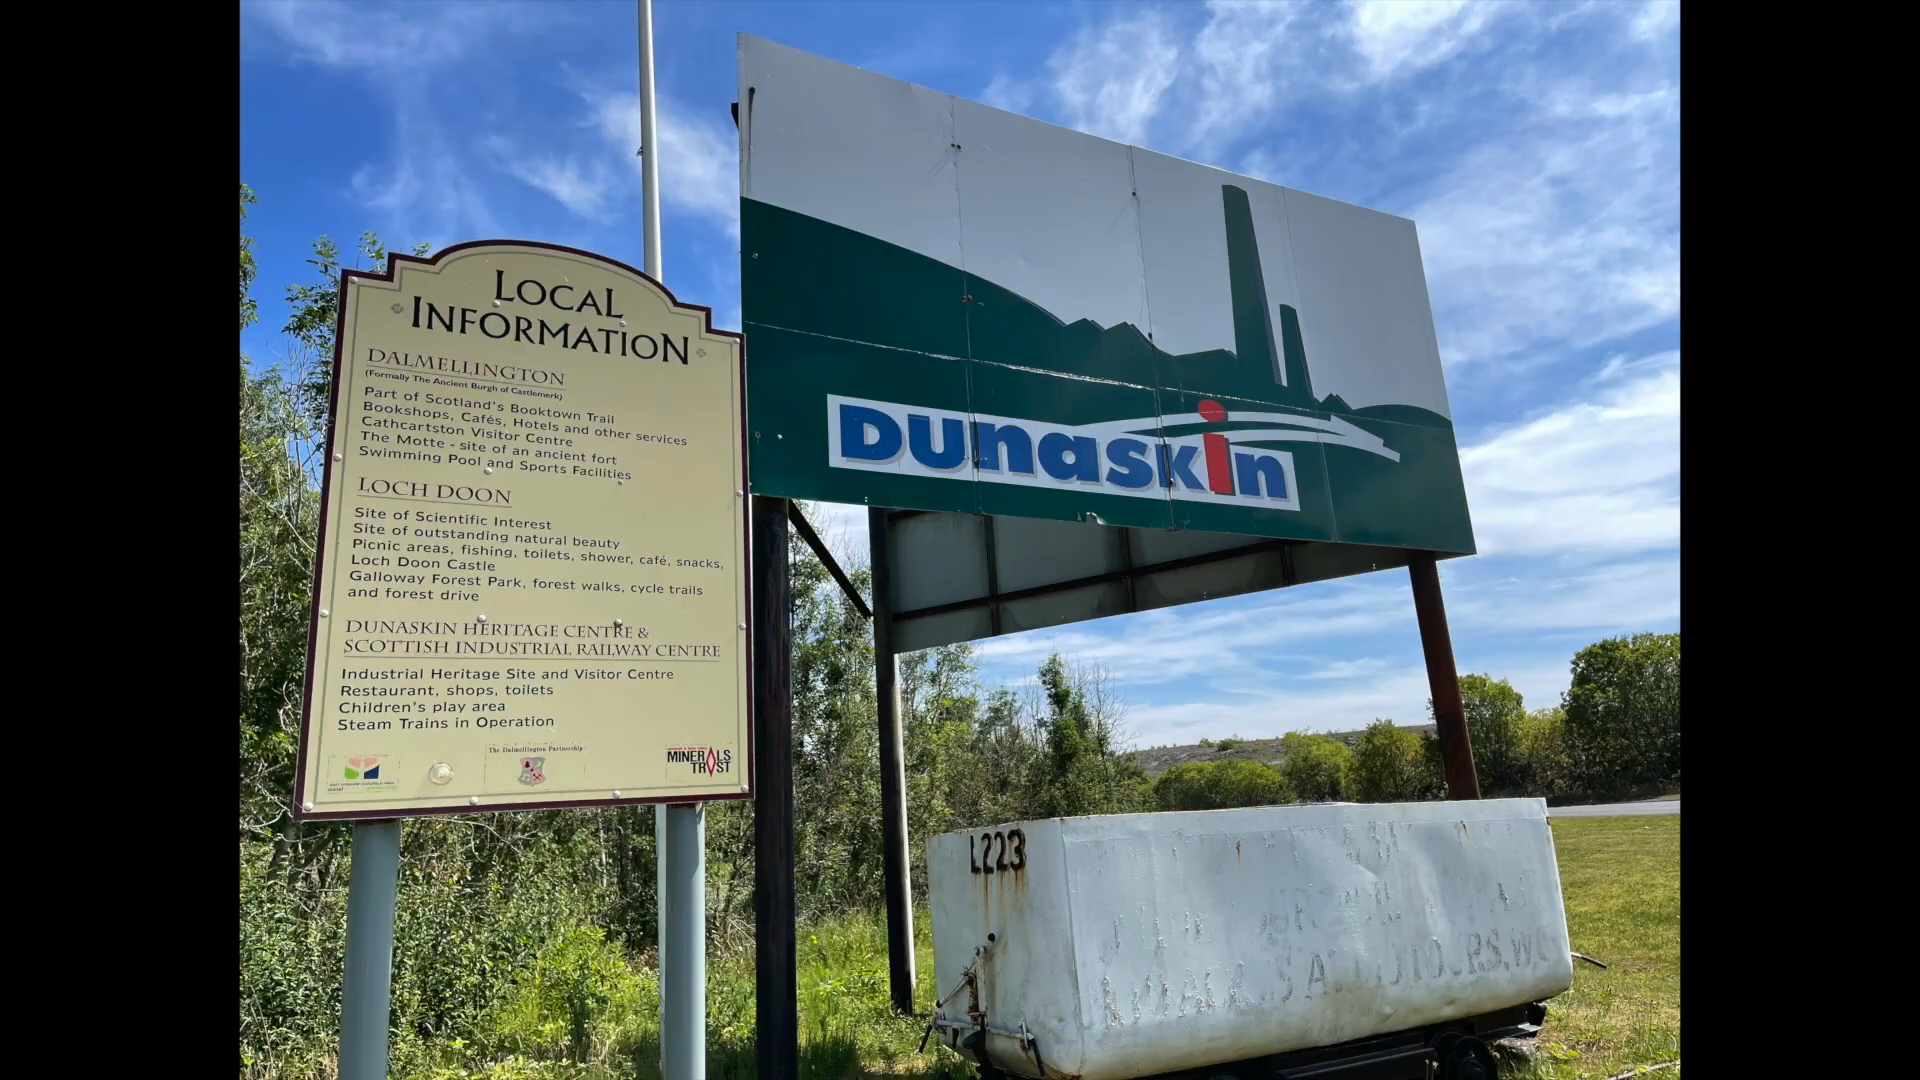 LOCAL
INFORMATION
DALMELLINGTON
(Formally The Ancient Burgh of Castlemerk)
Part of Scotland's Booktown Trail
Bookshops, Cafés, Hotels and other services
Cathcartston Visitor Centre
The Motte - site of an ancient fort
Swimming Pool and Sports Facilities
LOCH DOON
Site of Scientific Interest
Site of outstanding natural beauty
Picnic areas, fishing, toilets, shower, café, snacks,
Loch Doon Castle
Galloway Forest Park, forest walks, cycle trails
and forest drive
DUNASKIN HERITAGE CENTRE &
SCOTTISH INDUSTRIAL RAILWAY CENTRE
Industrial Heritage Site and Visitor Centre
Restaurant, shops, toilets
Children's play area
Steam Trains in Operation
The Dalmellington Partnership
MINERALS
TRUST
Dunaskin
L223